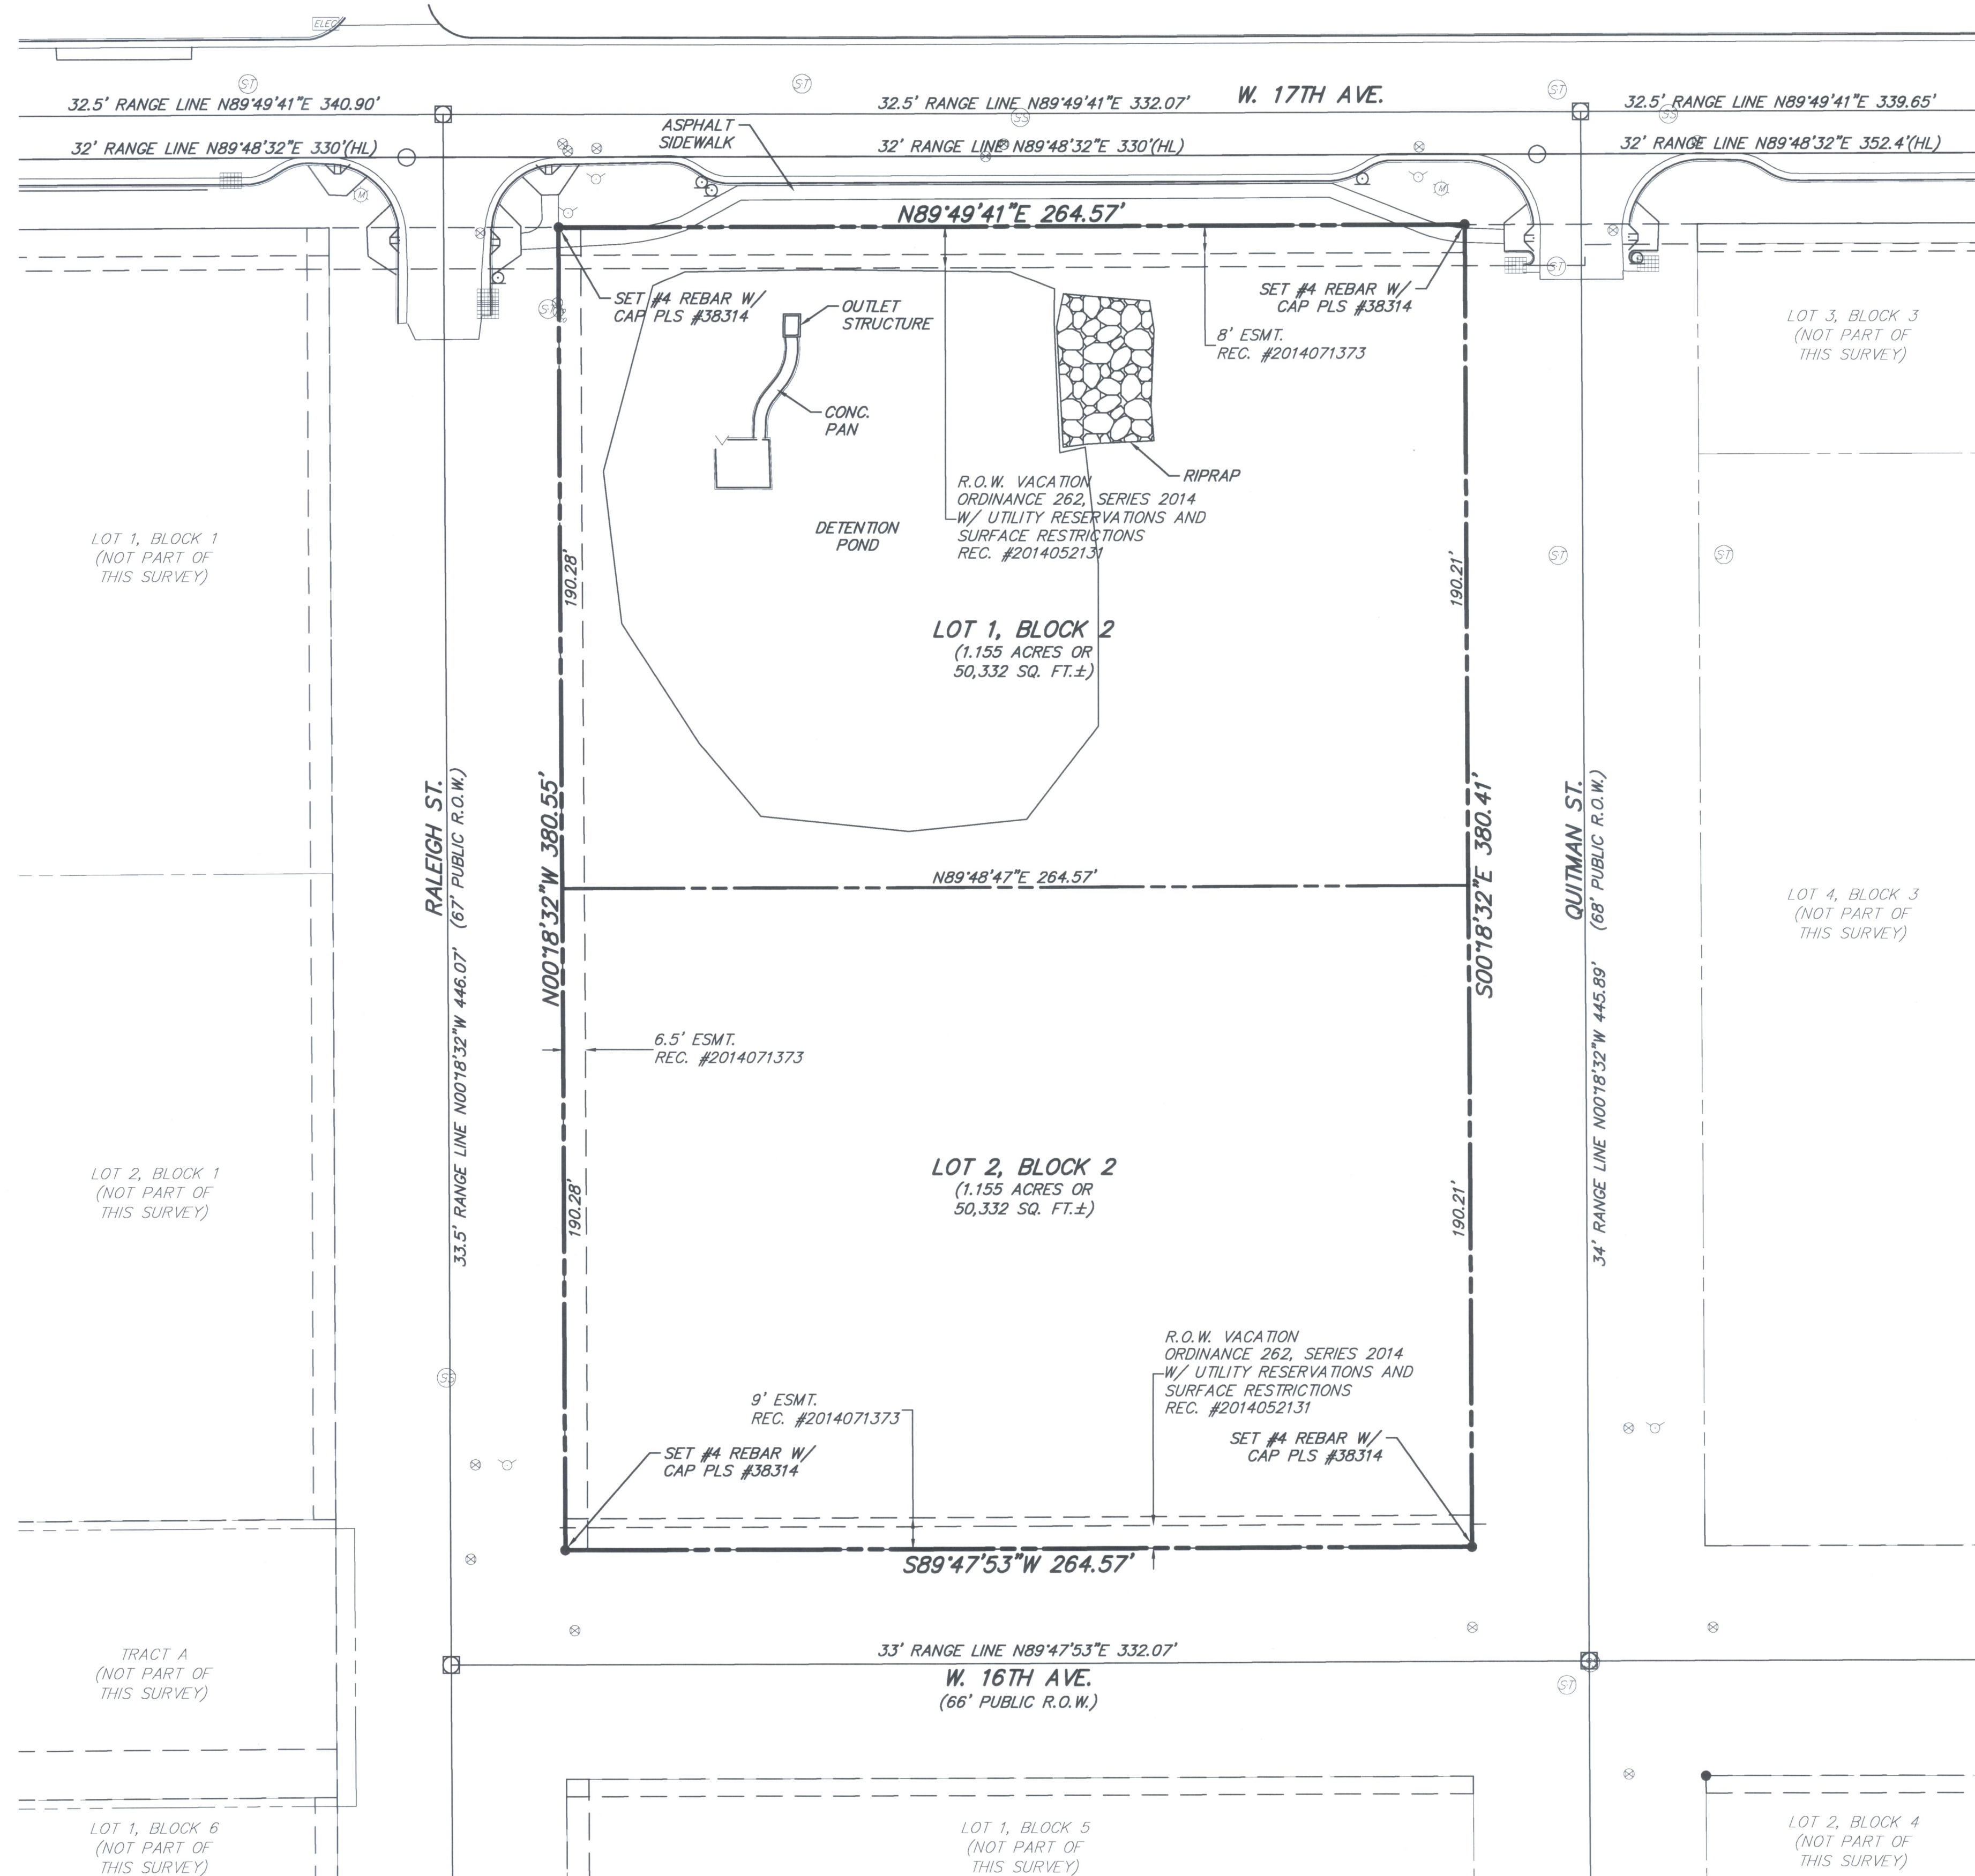 ELEC
ST
ST
ST
32.5' RANGE LINE N89°49'41"E 340.90'
32.5' RANGE LINE N89°49'41"E 332.07'
W. 17TH AVE.
32.5' RANGE LINE N89°49'41"E 339.65'
SS
SS
ASPHALT
SIDEWALK
32' RANGE LINE N89°48'32"E 330'(HL)
32' RANGE LINE N89°48'32"E 330'(HL)
32' RANGE LINE N89°48'32"E 352.4'(HL)
M
M
N89°49'41"E 264.57'
ST
ST
SET #4 REBAR W/
CAP PLS #38314
OUTLET
STRUCTURE
SET #4 REBAR W/
CAP PLS #38314
8' ESMT.
REC. #2014071373
LOT 3, BLOCK 3
(NOT PART OF
THIS SURVEY)
CONC.
PAN
RIPRAP
R.O.W. VACATION
ORDINANCE 262, SERIES 2014
W/ UTILITY RESERVATIONS AND
SURFACE RESTRICTIONS
REC. #2014052131
DETENTION
POND
LOT 1, BLOCK 1
(NOT PART OF
THIS SURVEY)
190.28'
190.21'
ST
ST
LOT 1, BLOCK 2
(1.155 ACRES OR
50,332 SQ. FT.±)
RALEIGH ST.
(67' PUBLIC R.O.W.)
33.5' RANGE LINE N00°18'32"W 446.07'
N00°18'32"W 380.55'
N89°48'47"E 264.57'
S00°18'32"E 380.41'
QUITMAN ST.
(68' PUBLIC R.O.W.)
34' RANGE LINE N00°18'32"W 445.89'
LOT 4, BLOCK 3
(NOT PART OF
THIS SURVEY)
6.5' ESMT.
REC. #2014071373
LOT 2, BLOCK 1
(NOT PART OF
THIS SURVEY)
190.28'
190.21'
LOT 2, BLOCK 2
(1.155 ACRES OR
50,332 SQ. FT.±)
SS
R.O.W. VACATION
ORDINANCE 262, SERIES 2014
W/ UTILITY RESERVATIONS AND
SURFACE RESTRICTIONS
REC. #2014052131
9' ESMT.
REC. #2014071373
SET #4 REBAR W/
CAP PLS #38314
SET #4 REBAR W/
CAP PLS #38314
S89°47'53"W 264.57'
TRACT A
(NOT PART OF
THIS SURVEY)
33' RANGE LINE N89°47'53"E 332.07'
W. 16TH AVE.
(66' PUBLIC R.O.W.)
ST
LOT 1, BLOCK 6
(NOT PART OF
THIS SURVEY)
LOT 1, BLOCK 5
(NOT PART OF
THIS SURVEY)
LOT 2, BLOCK 4
(NOT PART OF
THIS SURVEY)